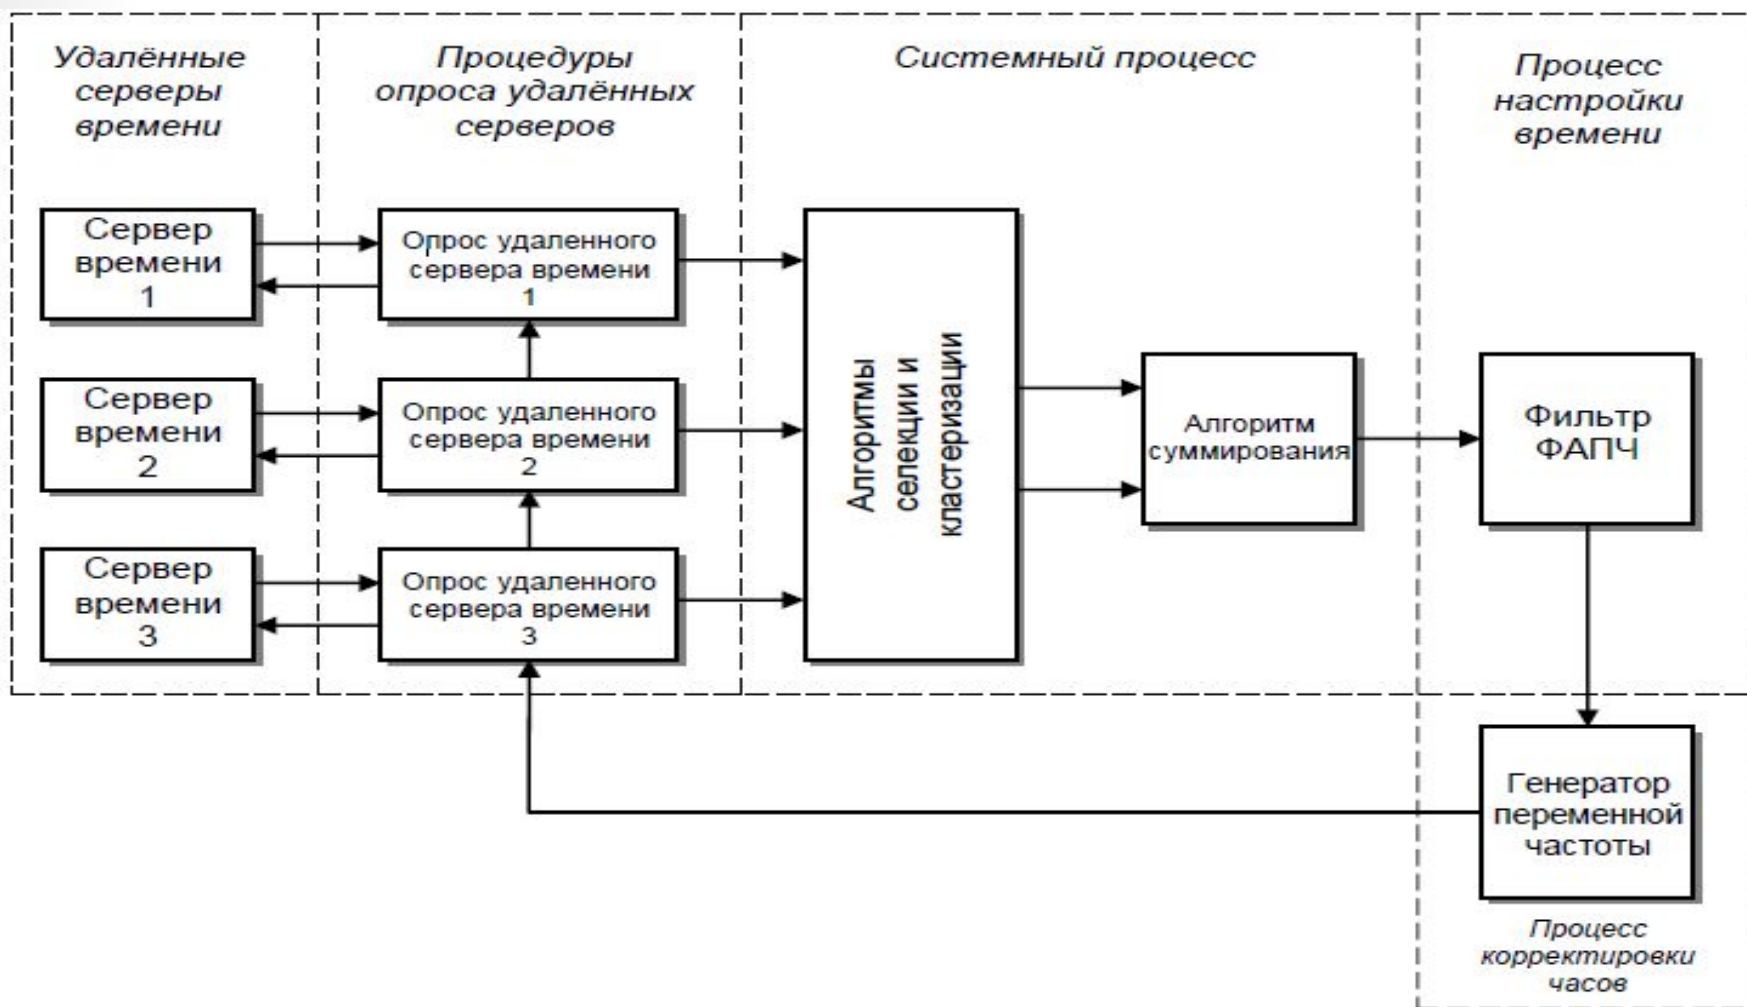 Удалённые
серверы
времени
Процедуры
опроса удалённых
серверов
Системный процесс
Процесс
настройки
времени
Сервер
времени
1
Опрос удаленного
сервера времени
1
Сервер
времени
2
Опрос удаленного
сервера времени
2
Сервер
времени
3
Опрос удаленного
сервера времени
3
Алгоритмы
селекции и
кластеризации
Алгоритм
суммирования
Фильтр
ФАПЧ
Генератор
переменной
частоты
Процесс
корректировки
часов